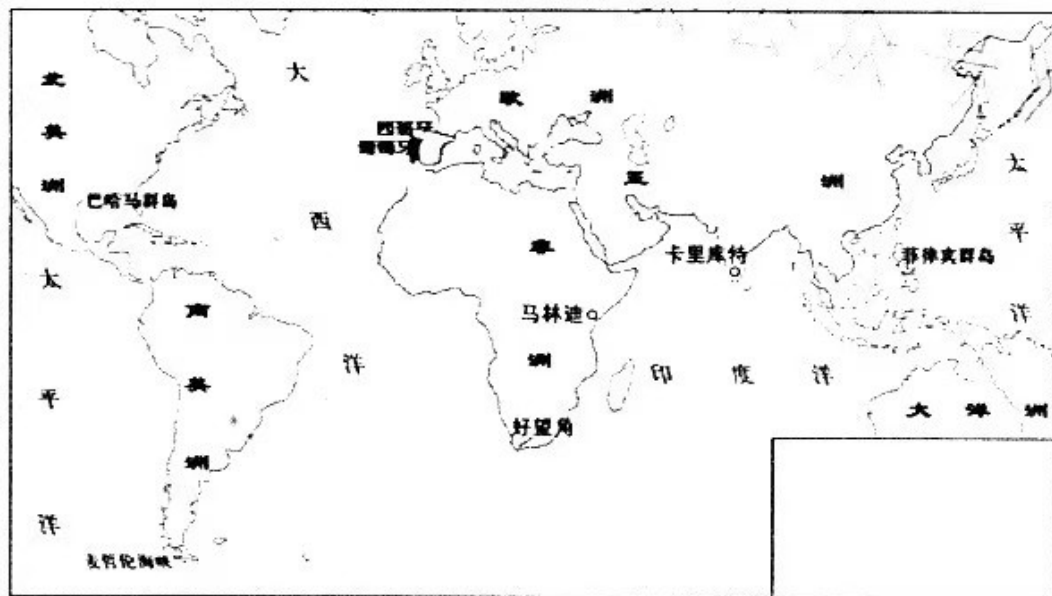 北美洲
大西洋
欧洲
西班牙
葡萄牙
亚洲
太平洋
巴哈马群岛
非洲
卡里库特
菲律宾群岛
太平洋
南美洲
马林迪
印度洋
大洋洲
好望角
麦哲伦海峡